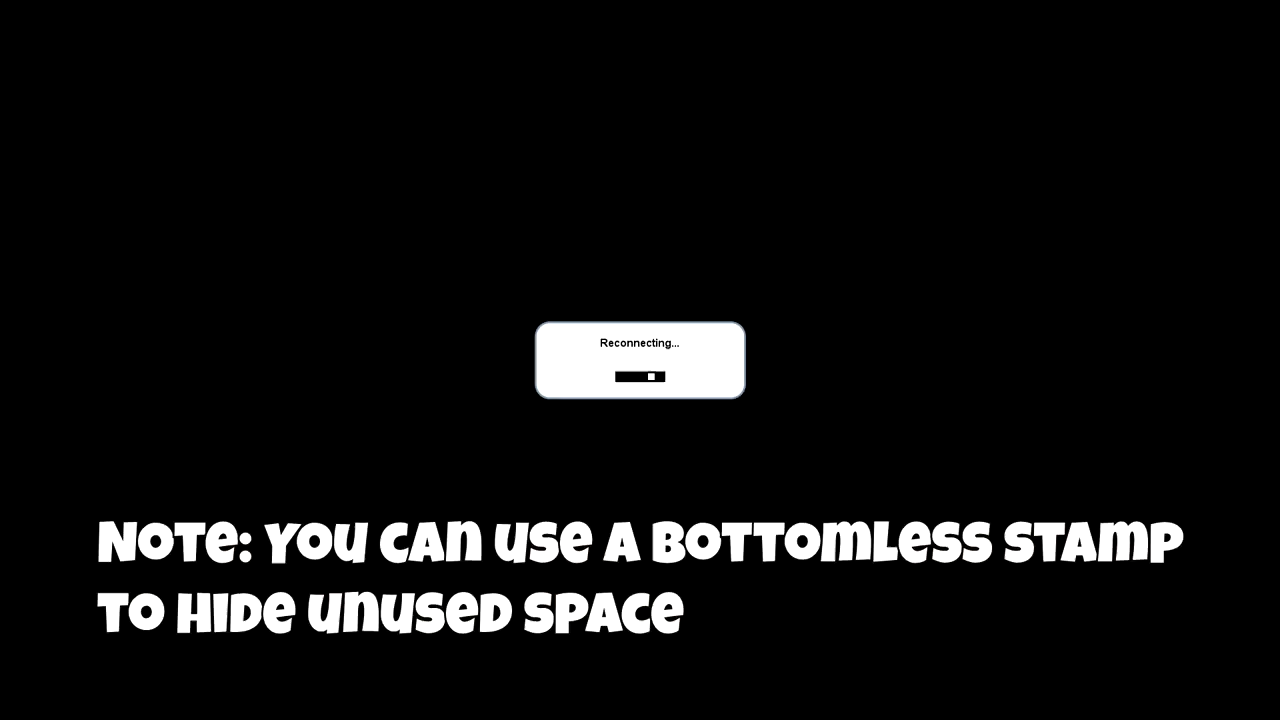 Reconnecting...
Note: You can use a bottomless stamp
to hide unused space